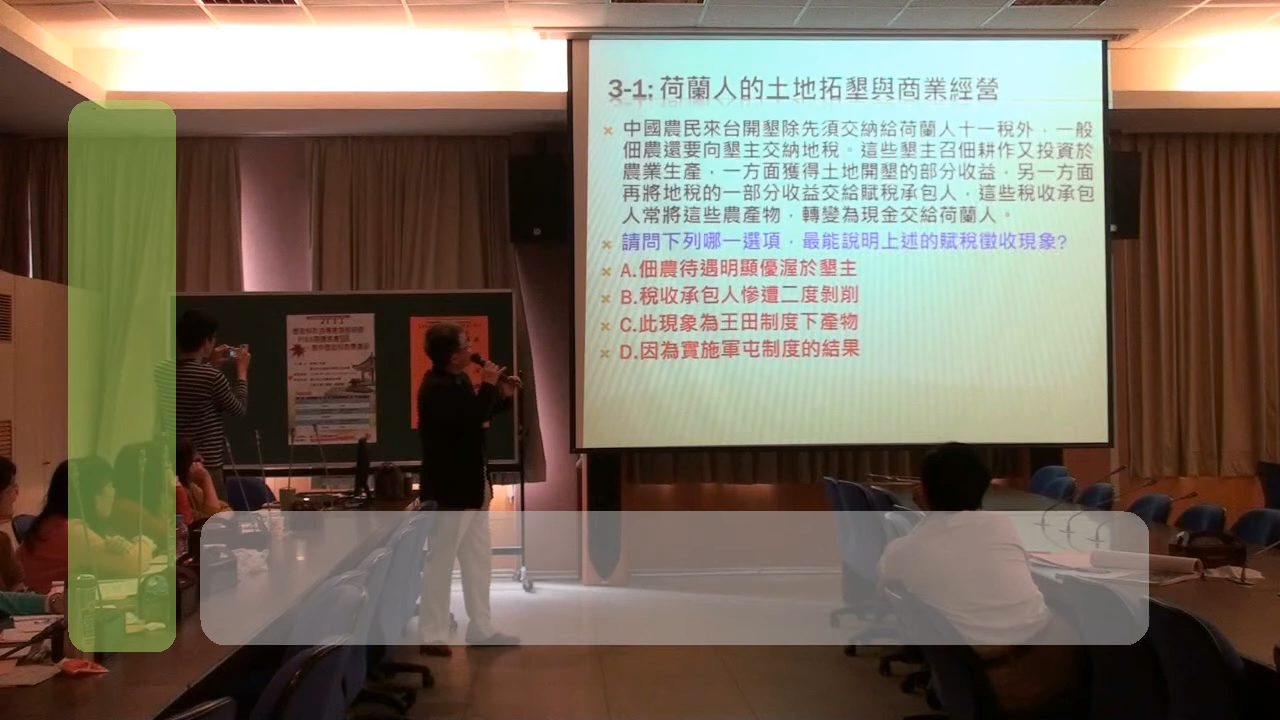 3-1: 荷蘭人的土地拓墾與商業經營
中國農民來台開墾除先須交納給荷蘭人十一稅外，一般
佃農還要向墾主交納地稅。這些墾主召佃耕作又投資於
農業生產，一方面獲得土地開墾的部分收益，另一方面
再將地稅的一部分收益交給賦稅承包人，這些稅收承包
人常將這些農產物，轉變為現金交給荷蘭人。
請問下列哪一選項，最能說明上述的賦稅徵收現象?
A.佃農待遇明顯優渥於墾主
B.稅收承包人慘遭二度剝削
C.此現象為王田制度下產物
D.因為實施軍屯制度的結果